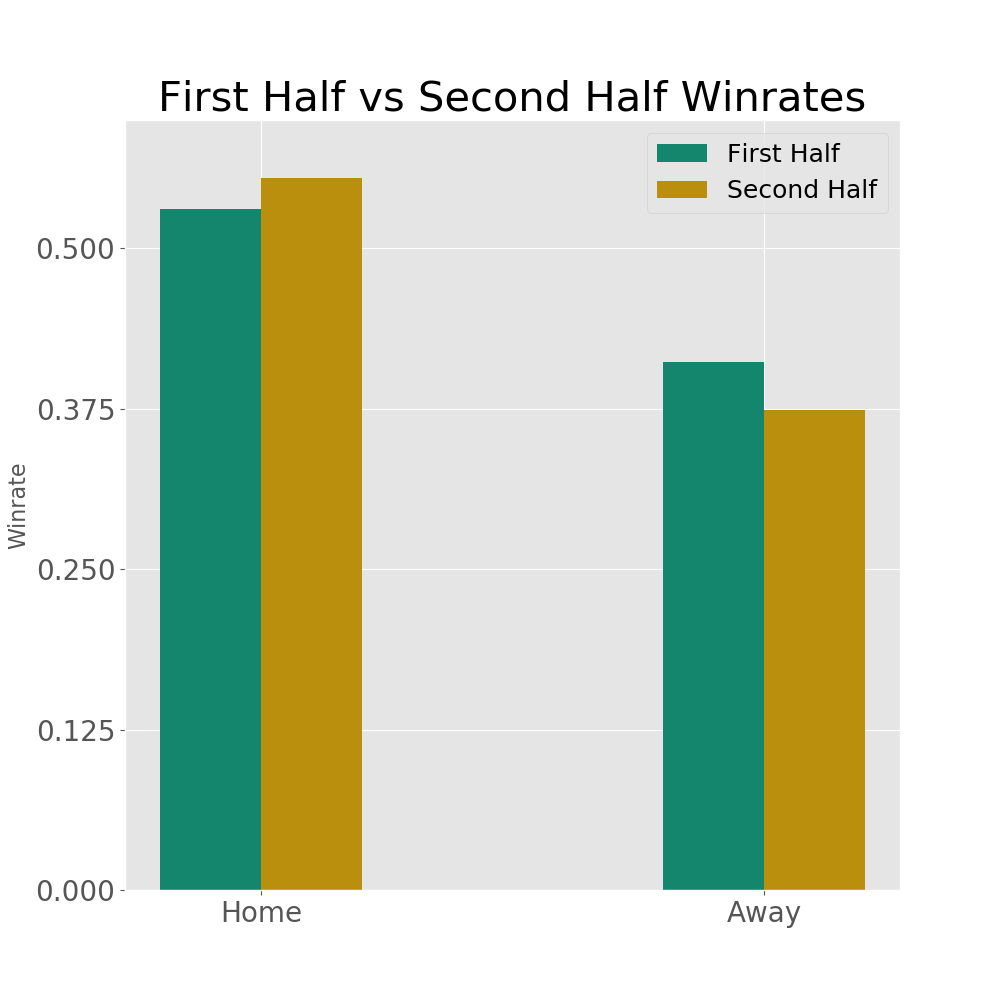 First Half vs Second Half Winrates
First Half
Second Half
0.500
0.375
0.250
0.125
0.000
Winrate
Home
Away